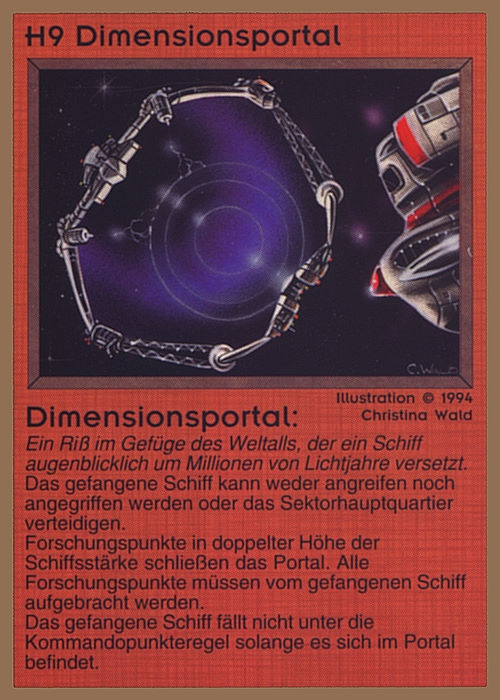 H9 Dimensionsportal
C. WALD
Illustration © 1994
Christina Wald
Dimensionsportal:
Ein Riß im Gefüge des Weltalls, der ein Schiff
augenblicklich um Millionen von Lichtjahre versetzt.
Das gefangene Schiff kann weder angreifen noch
angegriffen werden oder das Sektorhauptquartier
verteidigen.
Forschungspunkte in doppelter Höhe der
Schiffsstärke schließen das Portal. Alle
Forschungspunkte müssen vom gefangenen Schiff
aufgebracht werden.
Das gefangene Schiff fällt nicht unter die
Kommandopunkteregel solange es sich im Portal
befindet.